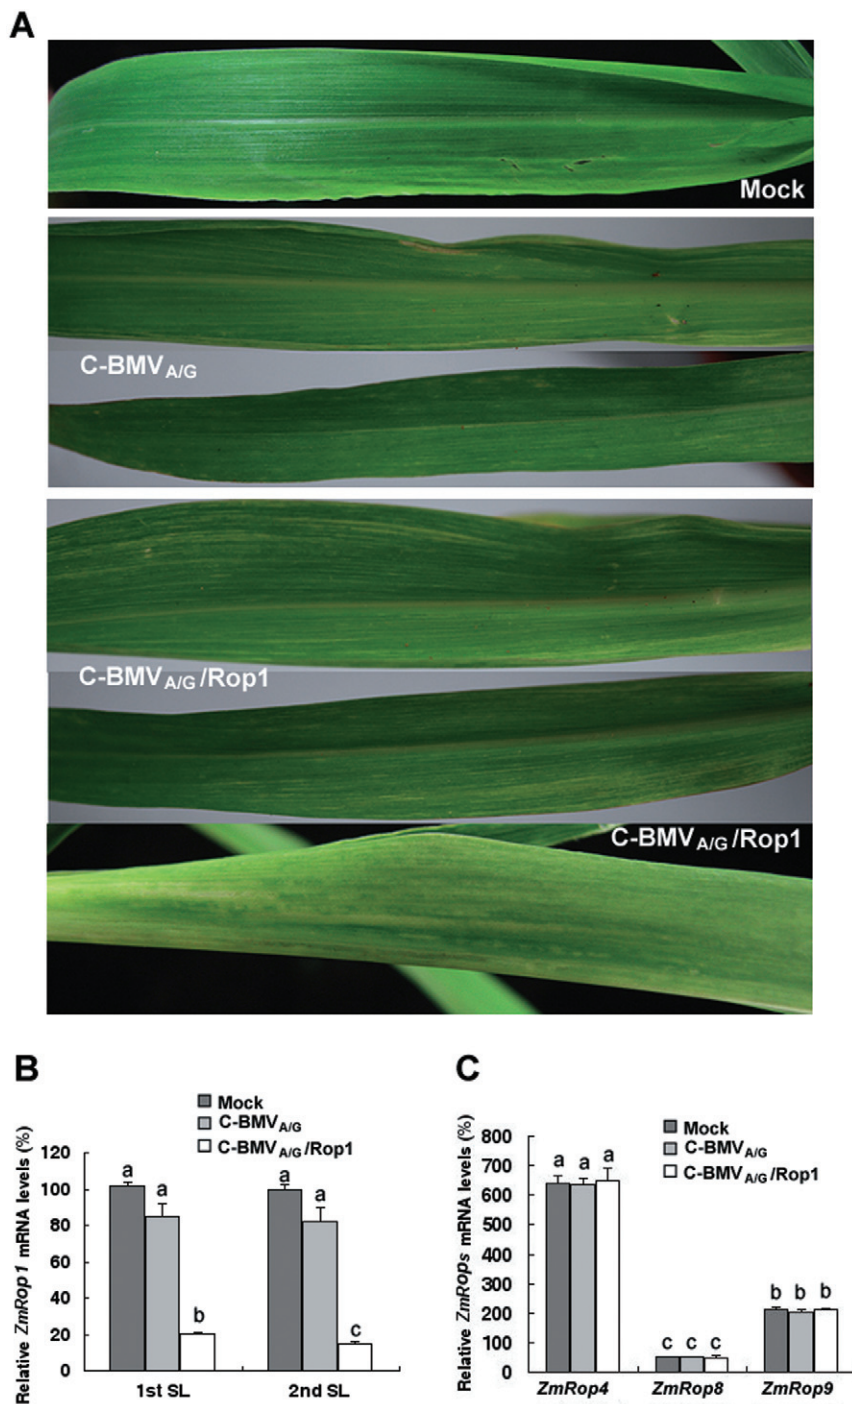 A
Mock
C-BMVA/G
C-BMVA/G/Rop1
C-BMVA/G/Rop1
B
Mock
C-BMVA/G
C-BMVA/G/Rop1
Relative ZmRop1 mRNA levels (%)
120
100
80
60
40
20
0
a
a
b
a
a
c
1st SL
2nd SL
C
Mock
C-BMVA/G
C-BMVA/G/Rop1
Relative ZmRops mRNA levels (%)
800
700
600
500
400
300
200
100
0
a a a
c c c
b b b
ZmRop4
ZmRop8
ZmRop9